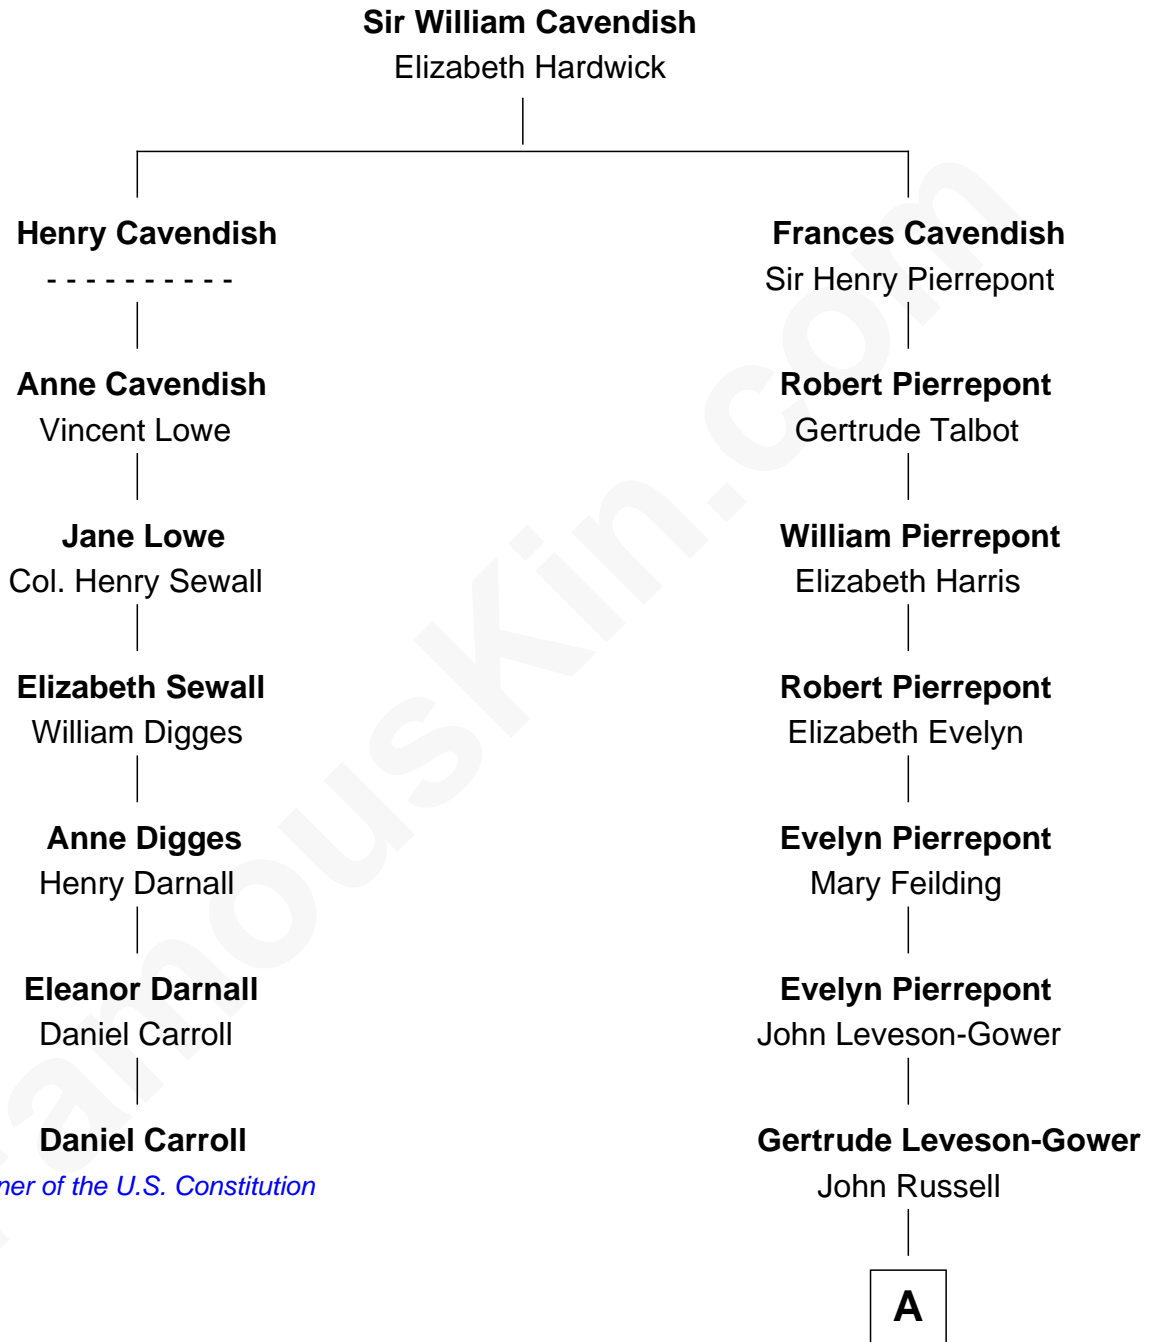 Sir William Cavendish
Elizabeth Hardwick
Henry Cavendish
- - - - - - - - - -
Anne Cavendish
Vincent Lowe
Jane Lowe
Col. Henry Sewall
Elizabeth Sewall
William Digges
Anne Digges
Henry Darnall
Eleanor Darnall
Daniel Carroll
Daniel Carroll
ner of the U.S. Constitution
Frances Cavendish
Sir Henry Pierrepont
Robert Pierrepont
Gertrude Talbot
William Pierrepont
Elizabeth Harris
Robert Pierrepont
Elizabeth Evelyn
Evelyn Pierrepont
Mary Feilding
Evelyn Pierrepont
John Leveson-Gower
Gertrude Leveson-Gower
John Russell
A
amousKin.com